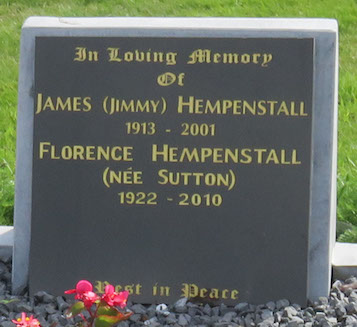 In Loving Memory
Of
James (Jimmy) Hempenstall
1913 - 2001
Florence Hempenstall
(Née Sutton)
1922 - 2010
Rest in Peace